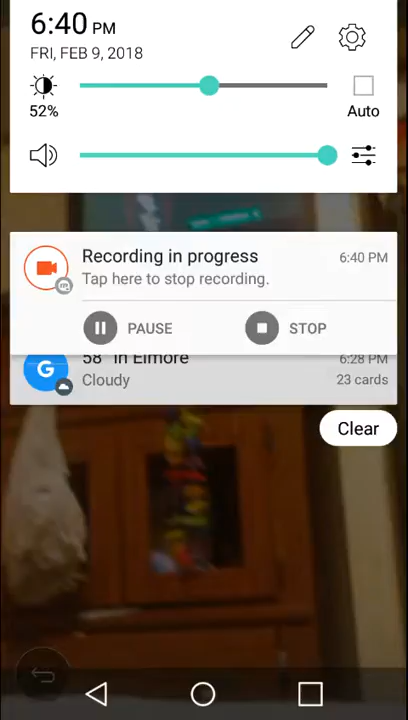 6:40 PM
FRI, FEB 9, 2018
52%
Auto
Recording in progress
6:40 PM
Tap here to stop recording.
PAUSE
STOP
58° in Elmore
6:28 PM
Cloudy
23 cards
Clear